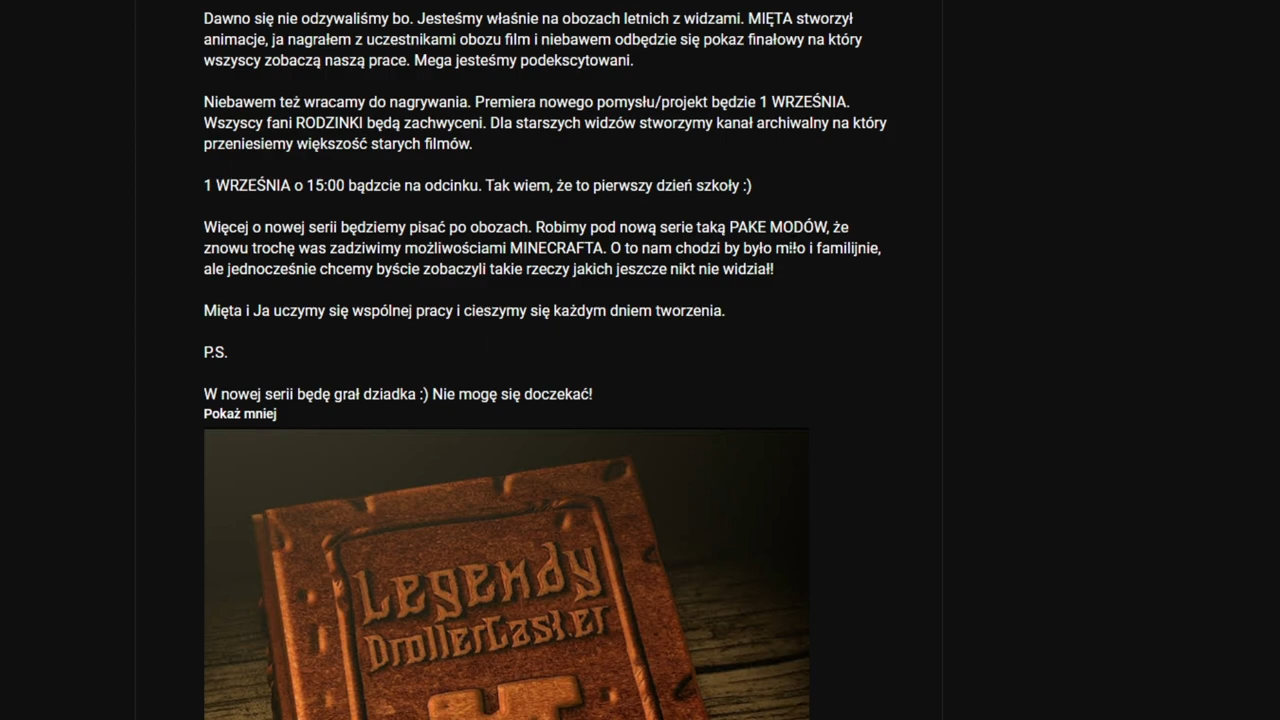 Dawno się nie odzywaliśmy bo. Jesteśmy właśnie na obozach letnich z widzami. MIĘTA stworzył
animacje, ja nagrałem z uczestnikami obozu film i niebawem odbędzie się pokaz finałowy na który
wszyscy zobaczą naszą prace. Mega jesteśmy podekscytowani.
Niebawem też wracamy do nagrywania. Premiera nowego pomysłu/projekt będzie 1 WRZEŚNIA.
Wszyscy fani RODZINKI będą zachwyceni. Dla starszych widzów stworzymy kanał archiwalny na który
przeniesiemy większość starych filmów.
1 WRZEŚNIA o 15:00 bądzcie na odcinku. Tak wiem, że to pierwszy dzień szkoły :)
Więcej o nowej serii będziemy pisać po obozach. Robimy pod nową serie taką PAKE MODÓW, że
znowu trochę was zadziwimy możliwościami MINECRAFTA. O to nam chodzi by było miło i familijnie,
ale jednocześnie chcemy byście zobaczyli takie rzeczy jakich jeszcze nikt nie widział!
Mięta i Ja uczymy się wspólnej pracy i cieszymy się każdym dniem tworzenia.
P.S.
W nowej serii będę grał dziadka :) Nie mogę się doczekać!
Pokaż mniej
Legendy
DrollerCaster